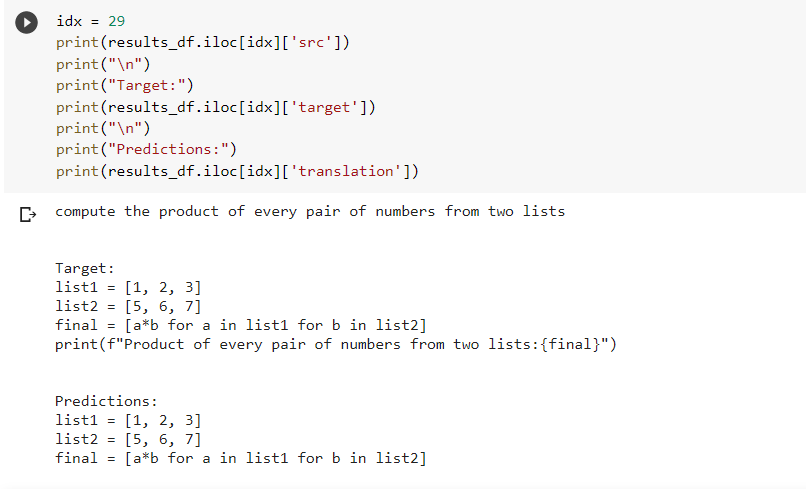 idx = 29
print(results_df.iloc[idx]['src'])
print("\n")
print("Target:")
print(results_df.iloc[idx]['target'])
print("\n")
print("Predictions:")
print(results_df.iloc[idx]['translation'])
compute the product of every pair of numbers from two lists
Target:
list1 = [1, 2, 3]
list2 = [5, 6, 7]
final = [a*b for a in list1 for b in list2]
print(f"Product of every pair of numbers from two lists:{final}")
Predictions:
list1 = [1, 2, 3]
list2 = [5, 6, 7]
final = [a*b for a in list1 for b in list2]